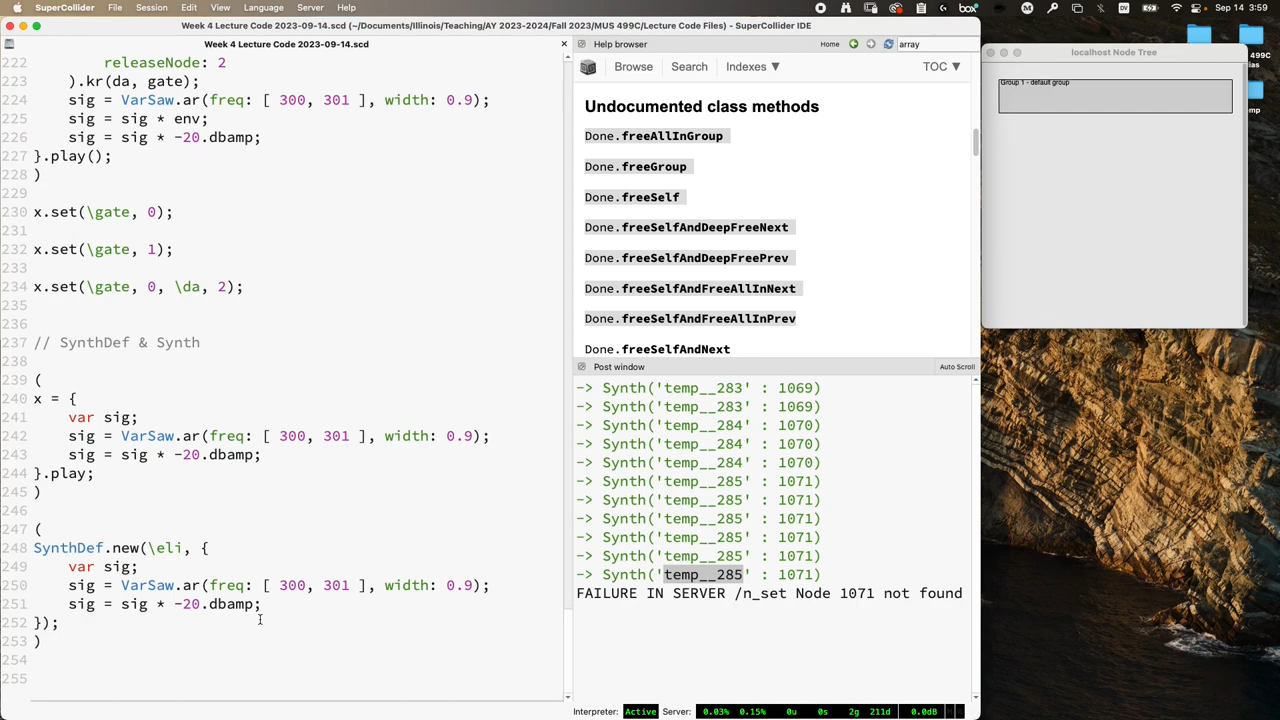 SuperCollider File Edit View Session Language Server Help Sep 14 3:59
Week 4 Lecture Code 2023-09-14.scd (~/Documents/Illinois/Teaching/AY 2023-2024/Fall 2023/MUS 499C/Lecture Code Files) - SuperCollider IDE
Week 4 Lecture Code 2023-09-14.scd
222 releaseNode: 2
223 ).kr(da, gate);
224 sig = VarSaw.ar(freq: [ 300, 301 ], width: 0.9);
225 sig = sig * env;
226 sig = sig * -20.dbamp;
227 }.play();
228 )
229
230 x.set(\gate, 0);
231
232 x.set(\gate, 1);
233
234 x.set(\gate, 0, \da, 2);
235
236
237 // SynthDef & Synth
238
239 (
240 x = {
241 var sig;
242 sig = VarSaw.ar(freq: [ 300, 301 ], width: 0.9);
243 sig = sig * -20.dbamp;
244 }.play;
245 )
246
247 (
248 SynthDef.new(\eli, {
249 var sig;
250 sig = VarSaw.ar(freq: [ 300, 301 ], width: 0.9);
251 sig = sig * -20.dbamp;
252 });
253 )
254
255
Help browser Home array
Browse Search Indexes ▼ TOC ▼
Undocumented class methods
Done.freeAllInGroup
Done.freeGroup
Done.freeSelf
Done.freeSelfAndDeepFreeNext
Done.freeSelfAndDeepFreePrev
Done.freeSelfAndFreeAllInNext
Done.freeSelfAndFreeAllInPrev
Done.freeSelfAndNext
Post window Auto Scroll
-> Synth('temp__283' : 1069)
-> Synth('temp__283' : 1069)
-> Synth('temp__284' : 1070)
-> Synth('temp__284' : 1070)
-> Synth('temp__284' : 1070)
-> Synth('temp__285' : 1071)
-> Synth('temp__285' : 1071)
-> Synth('temp__285' : 1071)
-> Synth('temp__285' : 1071)
-> Synth('temp__285' : 1071)
-> Synth('temp__285' : 1071)
FAILURE IN SERVER /n_set Node 1071 not found
Interpreter: Active Server: 0.03% 0.15% 0u 0s 2g 211d 0.0dB
localhost Node Tree
Group 1 - default group